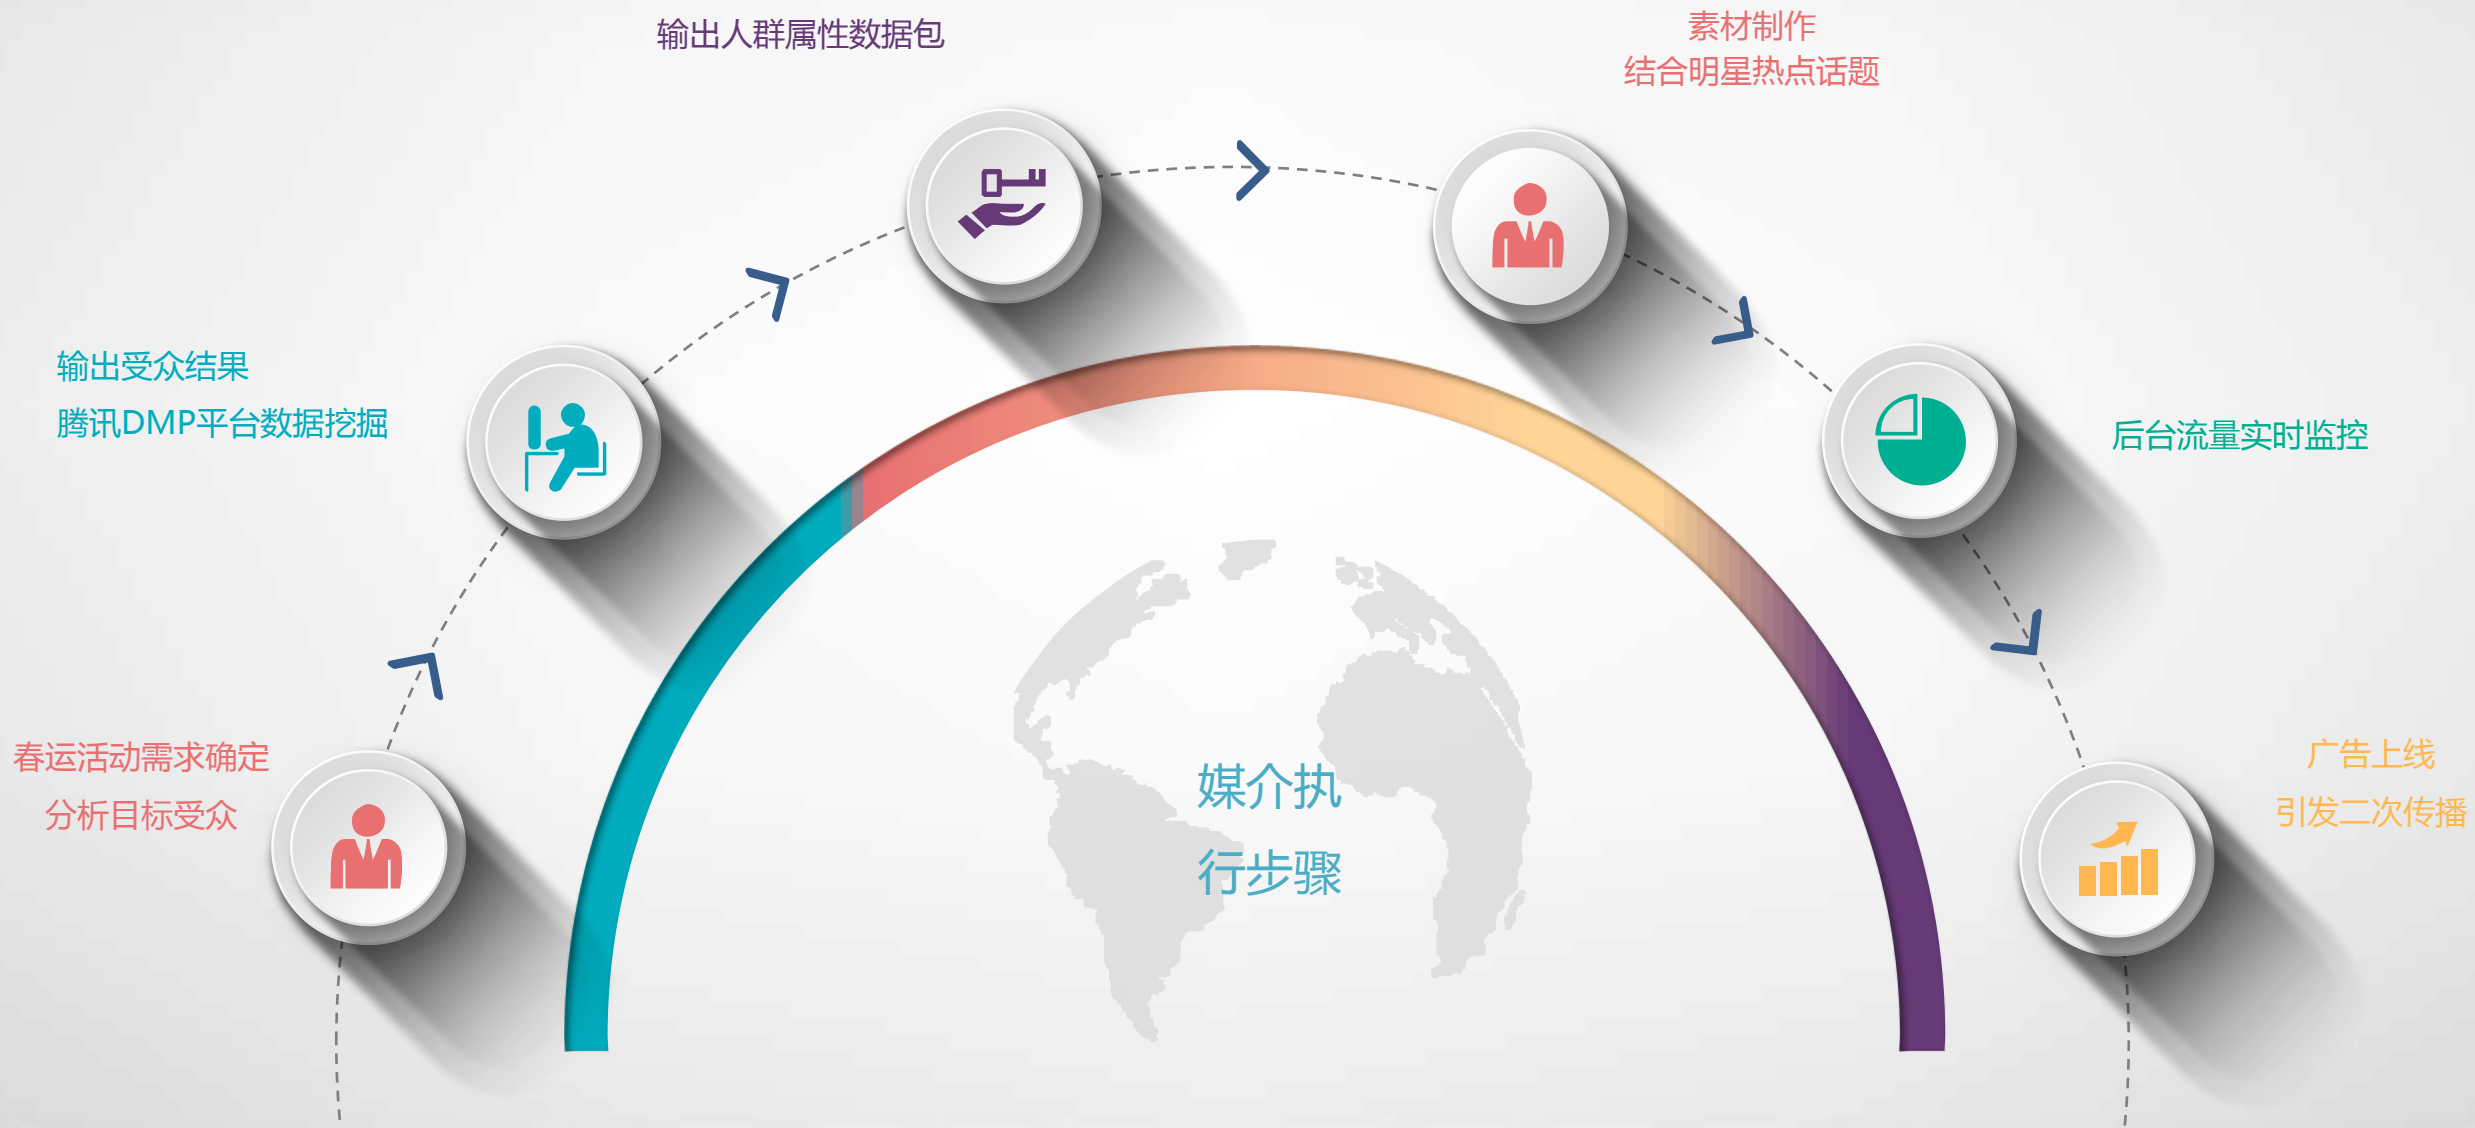 输出人群属性数据包
素材制作
结合明星热点话题
输出受众结果
腾讯DMP平台数据挖掘
后台流量实时监控
春运活动需求确定
分析目标受众
广告上线
引发二次传播
媒介执
行步骤